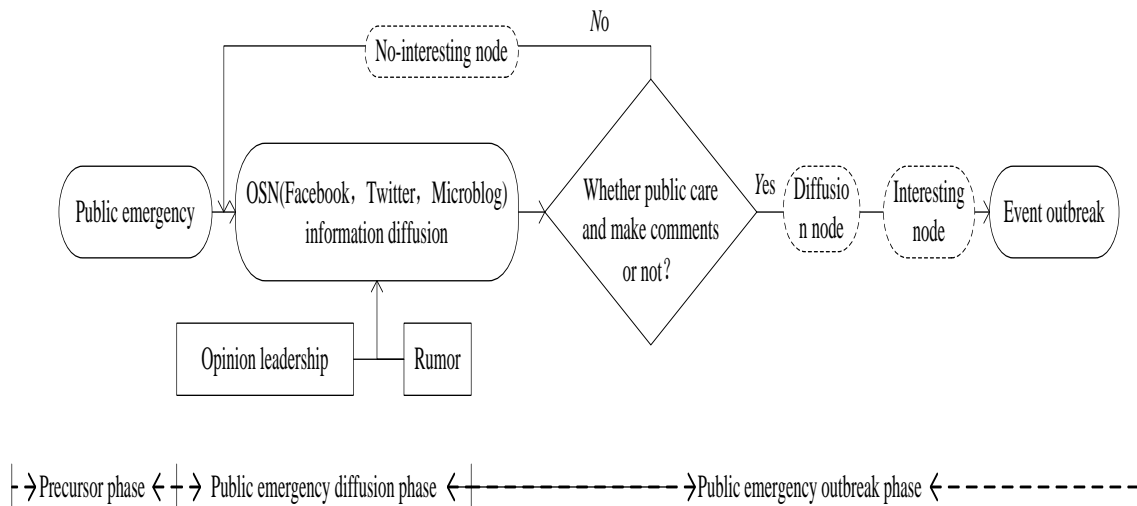 No
No-interesting node
Public emergency
OSN(Facebook，Twitter，Microblog)
information diffusion
Whether public care
and make comments
or not？
Yes
Diffusio
n node
Interesting
node
Event outbreak
Opinion leadership
Rumor
Precursor phase
Public emergency diffusion phase
Public emergency outbreak phase